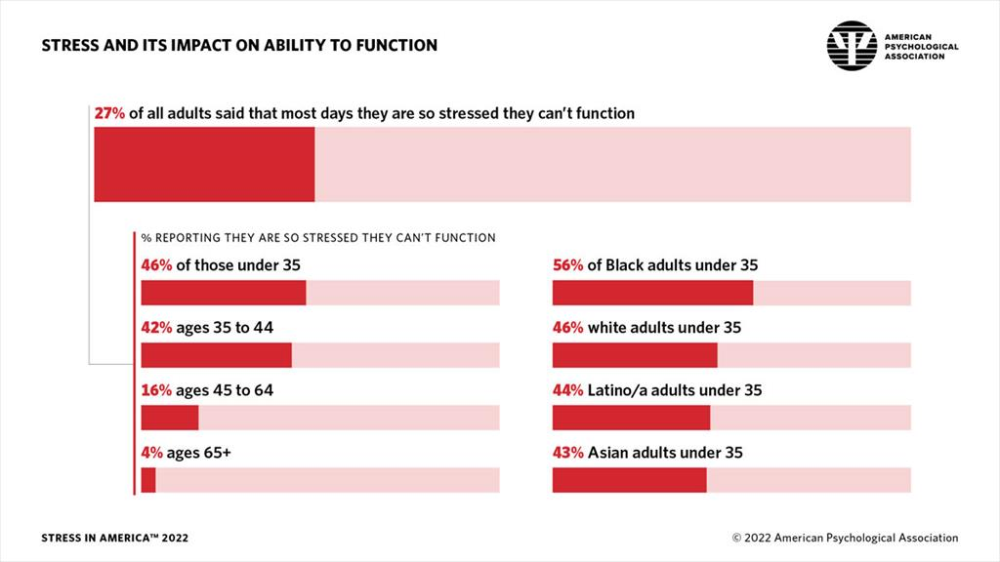 STRESS AND ITS IMPACT ON ABILITY TO FUNCTION
AMERICAN
PSYCHOLOGICAL
ASSOCIATION
27% of all adults said that most days they are so stressed they can't function
% REPORTING THEY ARE SO STRESSED THEY CAN'T FUNCTION
46% of those under 35
42% ages 35 to 44
16% ages 45 to 64
4% ages 65+
56% of Black adults under 35
46% white adults under 35
44% Latino/a adults under 35
43% Asian adults under 35
STRESS IN AMERICA™ 2022
© 2022 American Psychological Association